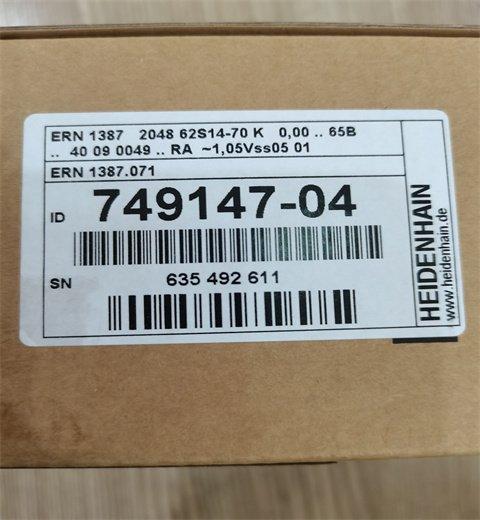 ERN 1387 2048 62S14-70 K 0,00 .. 65B
.. 40 09 0049 .. RA ~1,05Vss05 01
ERN 1387.071
ID 749147-04
SN 635 492 611
HEIDENHAIN
www.heidenhain.de